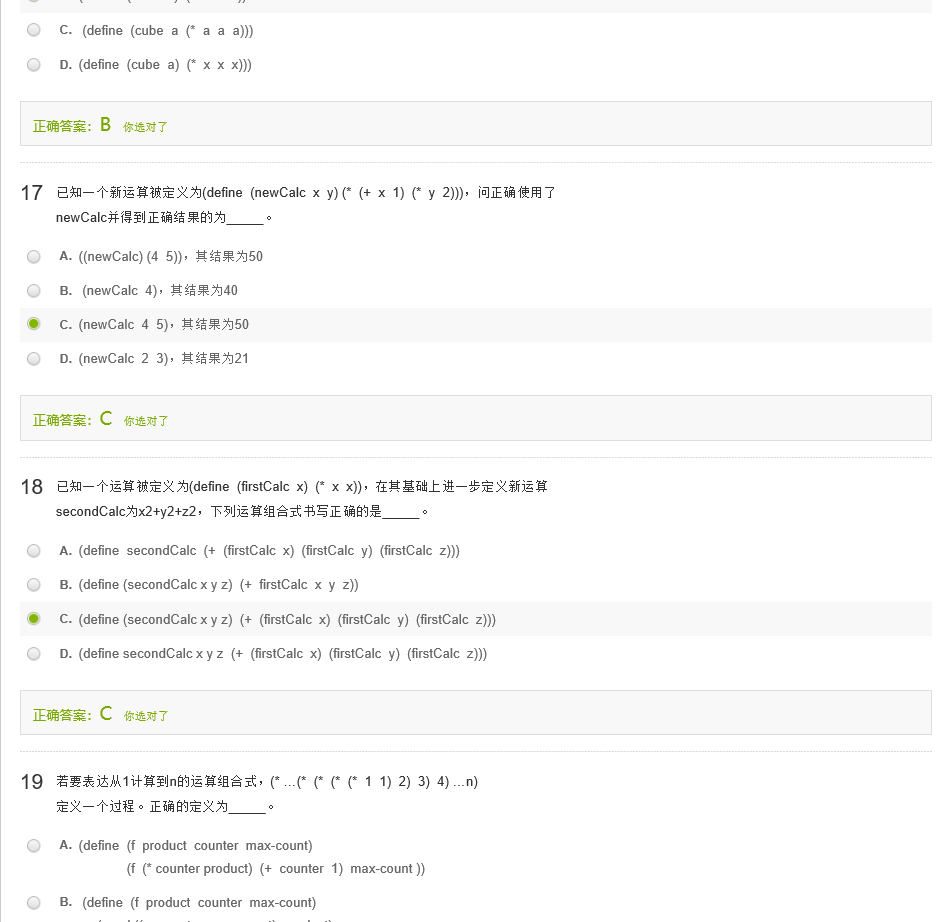 C. (define (cube a (* a a a)))
D. (define (cube a) (* x x x)))
正确答案: B 你选对了
17 已知一个新运算被定义为(define (newCalc x y) (* (+ x 1) (* y 2))), 问正确使用了
newCalc并得到正确结果的为______。
A. ((newCalc) (4 5)), 其结果为50
B. (newCalc 4), 其结果为40
C. (newCalc 4 5), 其结果为50
D. (newCalc 2 3), 其结果为21
正确答案: C 你选对了
18 已知一个运算被定义为(define (firstCalc x) (* x x)), 在其基础上进一步定义新运算
secondCalc为x2+y2+z2, 下列运算组合式书写正确的是______。
A. (define secondCalc (+ (firstCalc x) (firstCalc y) (firstCalc z)))
B. (define (secondCalc x y z) (+ firstCalc x y z))
C. (define (secondCalc x y z) (+ (firstCalc x) (firstCalc y) (firstCalc z)))
D. (define secondCalc x y z (+ (firstCalc x) (firstCalc y) (firstCalc z)))
正确答案: C 你选对了
19 若要表达从1计算到n的运算组合式, (* …(* (* (* (* 1 1) 2) 3) 4) …n)
定义一个过程。正确的定义为______。
A. (define (f product counter max-count)
(f (* counter product) (+ counter 1) max-count ))
B. (define (f product counter max-count)